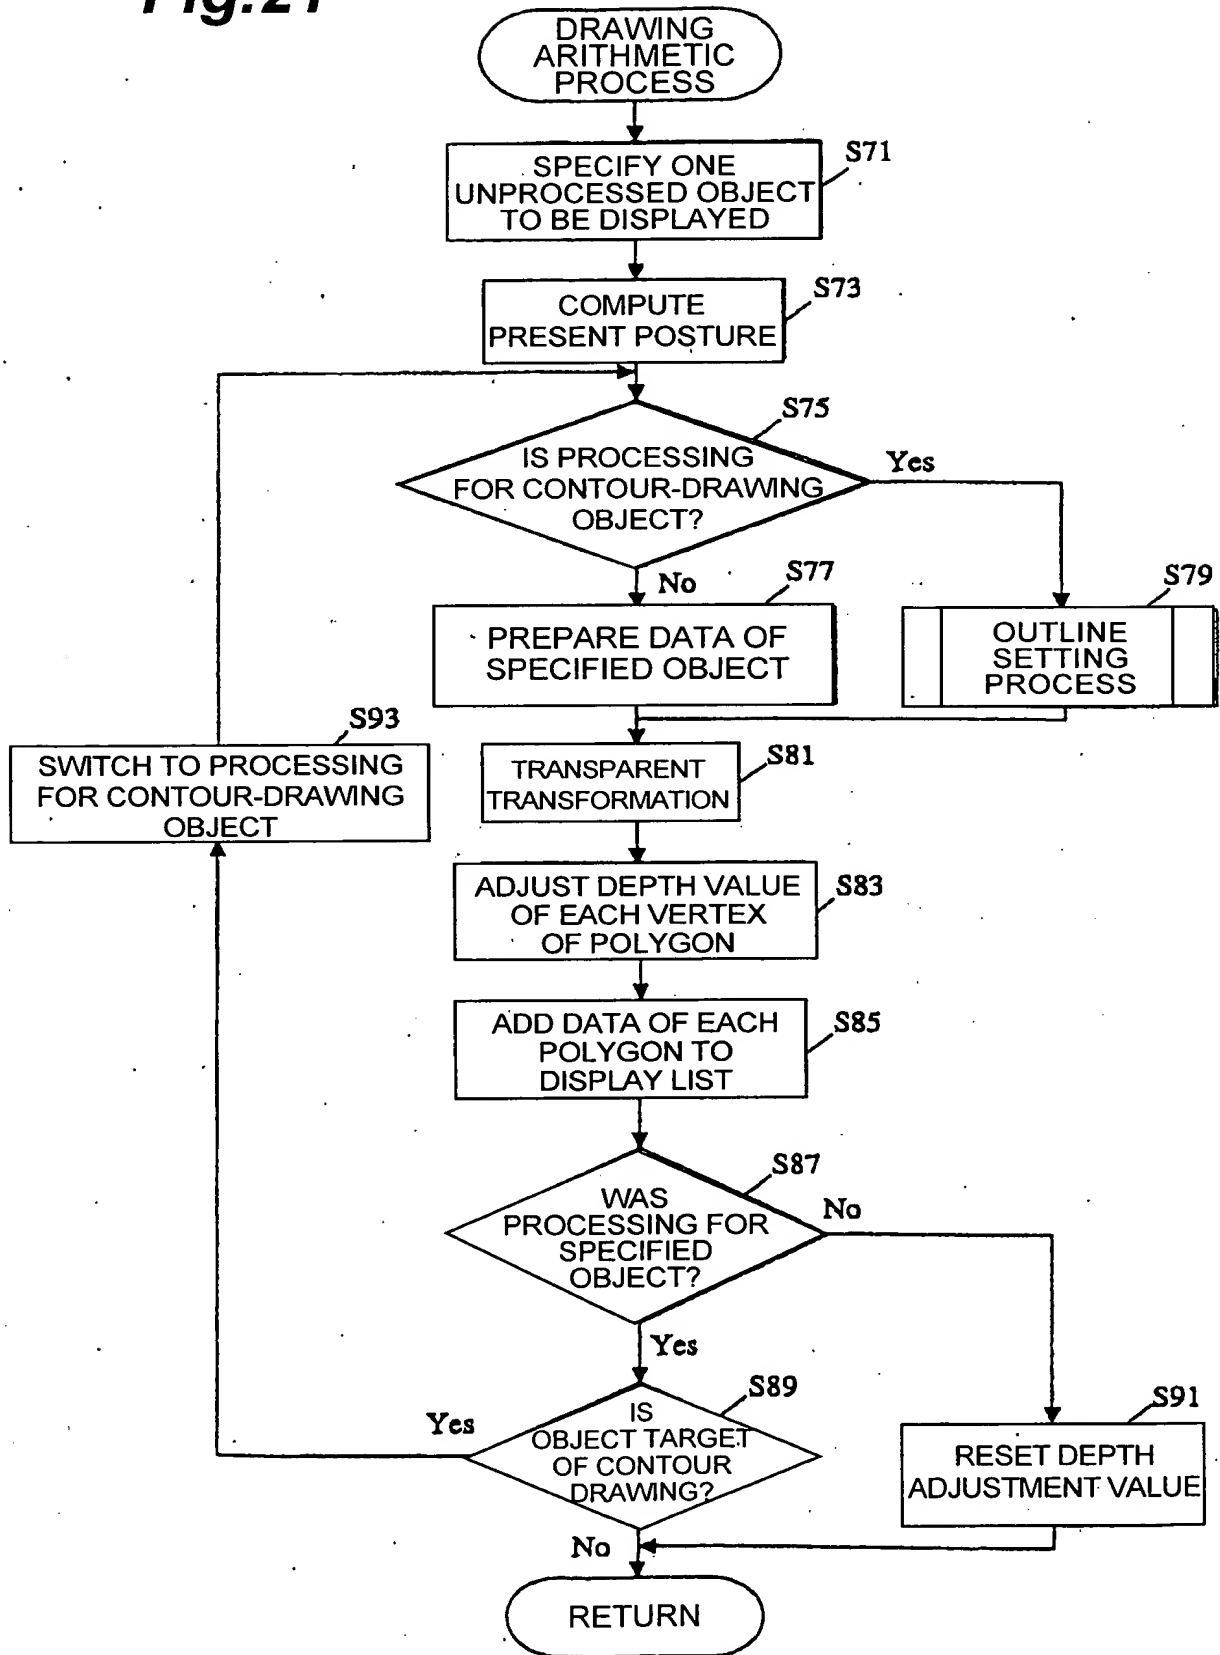 Fig.21
DRAWING
ARITHMETIC
PROCESS
S71
SPECIFY ONE
UNPROCESSED OBJECT
TO BE DISPLAYED
S73
COMPUTE
PRESENT POSTURE
S75
IS PROCESSING
FOR CONTOUR-DRAWING
OBJECT?
Yes
No
S77
PREPARE DATA OF
SPECIFIED OBJECT
S79
OUTLINE
SETTING
PROCESS
S93
SWITCH TO PROCESSING
FOR CONTOUR-DRAWING
OBJECT
S81
TRANSPARENT
TRANSFORMATION
S83
ADJUST DEPTH VALUE
OF EACH VERTEX
OF POLYGON
S85
ADD DATA OF EACH
POLYGON TO
DISPLAY LIST
S87
WAS
PROCESSING FOR
SPECIFIED
OBJECT?
No
Yes
S89
IS
OBJECT TARGET
OF CONTOUR
DRAWING?
Yes
No
S91
RESET DEPTH
ADJUSTMENT VALUE
RETURN